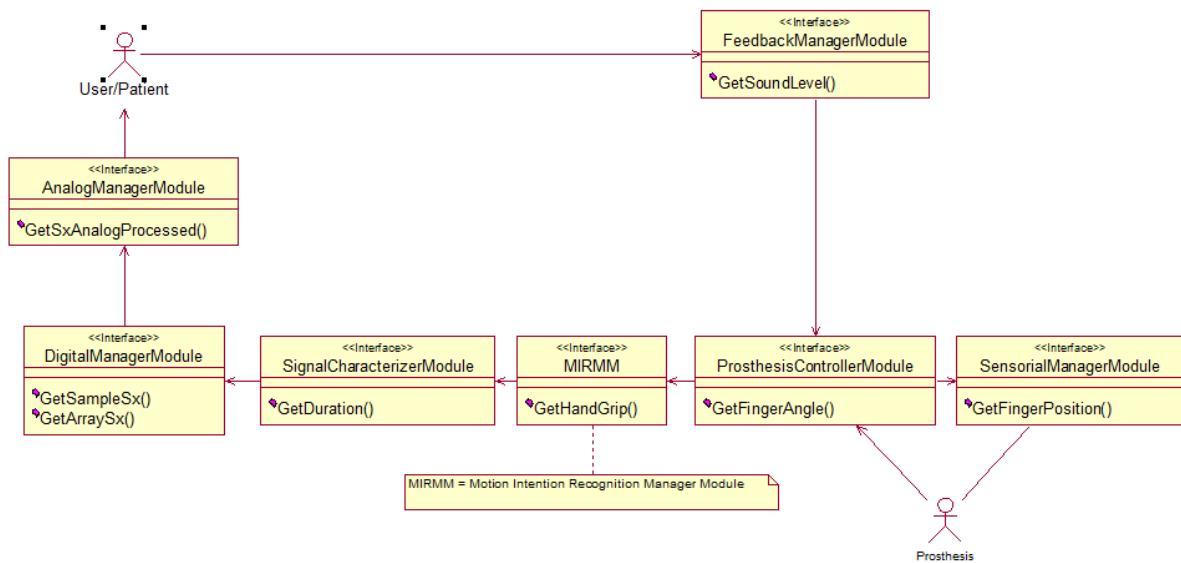 <<Interface>>
FeedbackManagerModule
GetSoundLevel()
User/Patient
<<Interface>>
AnalogManagerModule
GetSxAnalogProcessed()
<<Interface>>
DigitalManagerModule
GetSampleSx()
GetArraySx()
<<Interface>>
SignalCharacterizerModule
GetDuration()
<<Interface>>
MIRMM
GetHandGrip()
<<Interface>>
ProsthesisControllerModule
GetFingerAngle()
<<Interface>>
SensorialManagerModule
GetFingerPosition()
MIRMM = Motion Intention Recognition Manager Module
Prosthesis